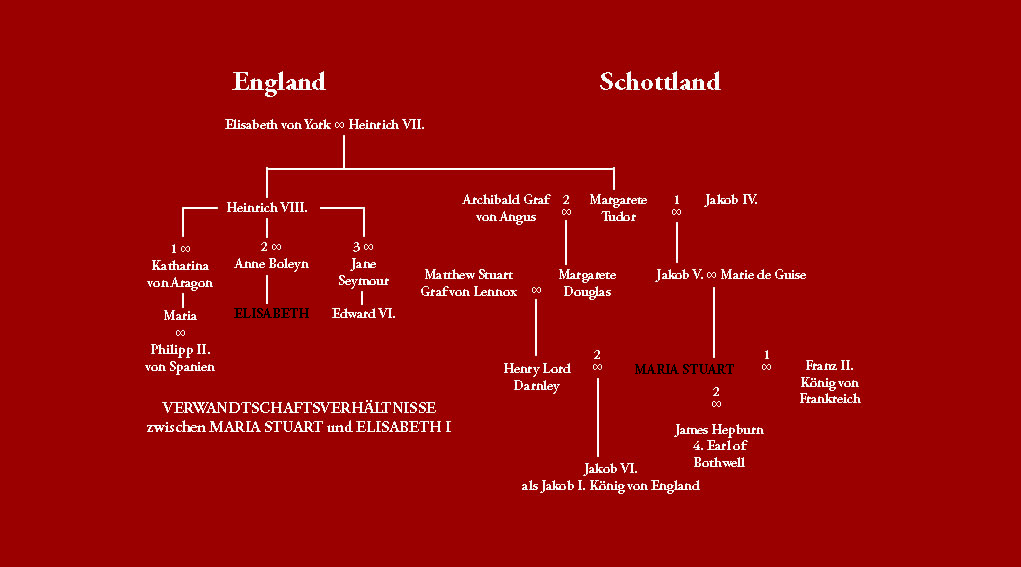 England
Schottland
Elisabeth von York ∞ Heinrich VII.
Heinrich VIII.
1 ∞
Katharina
von Aragon
Maria
∞
Philipp II.
von Spanien
2 ∞
Anne Boleyn
ELISABETH
3 ∞
Jane
Seymour
Edward VI.
Archibald Graf
von Angus
2
∞
Margarete
Tudor
1
∞
Jakob IV.
Matthew Stuart
Graf von Lennox
∞
Margarete
Douglas
Jakob V. ∞ Marie de Guise
Henry Lord
Darnley
2
∞
MARIA STUART
1
∞
Franz II.
König von
Frankreich
2
∞
James Hepburn
4. Earl of
Bothwell
Jakob VI.
als Jakob I. König von England
VERWANDTSCHAFTSVERHÄLTNISSE
zwischen MARIA STUART und ELISABETH I